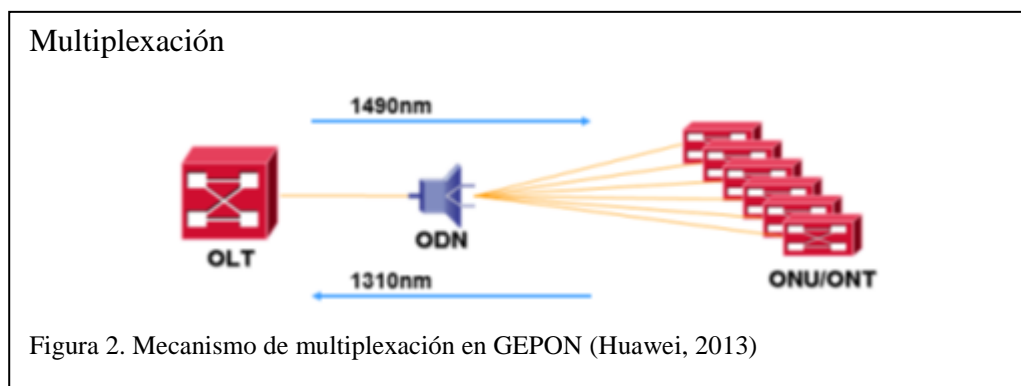 Multiplexación
1490nm
OLT
ODN
ONU/ONT
1310nm
Figura 2. Mecanismo de multiplexación en GEPON (Huawei, 2013)